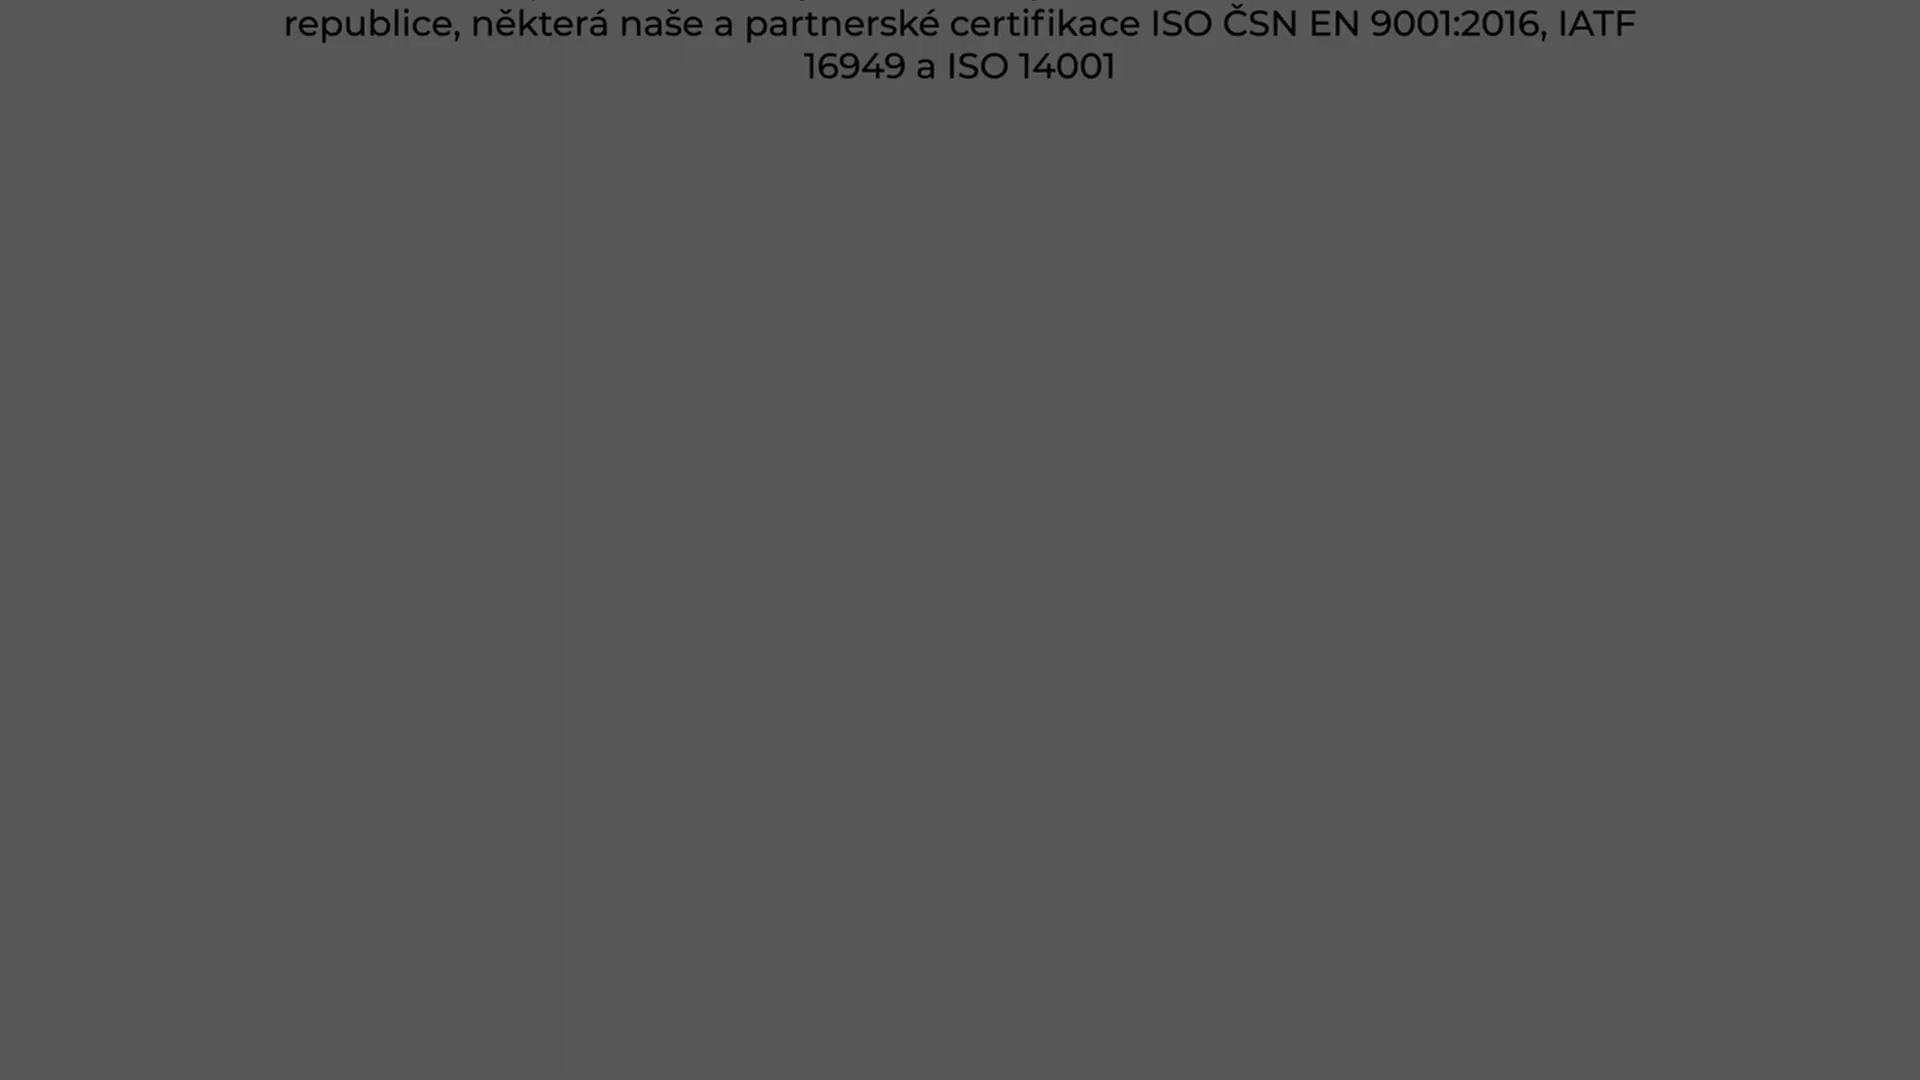 republice, některá naše a partnerské certifikace ISO ČSN EN 9001:2016, IATF
16949 a ISO 14001